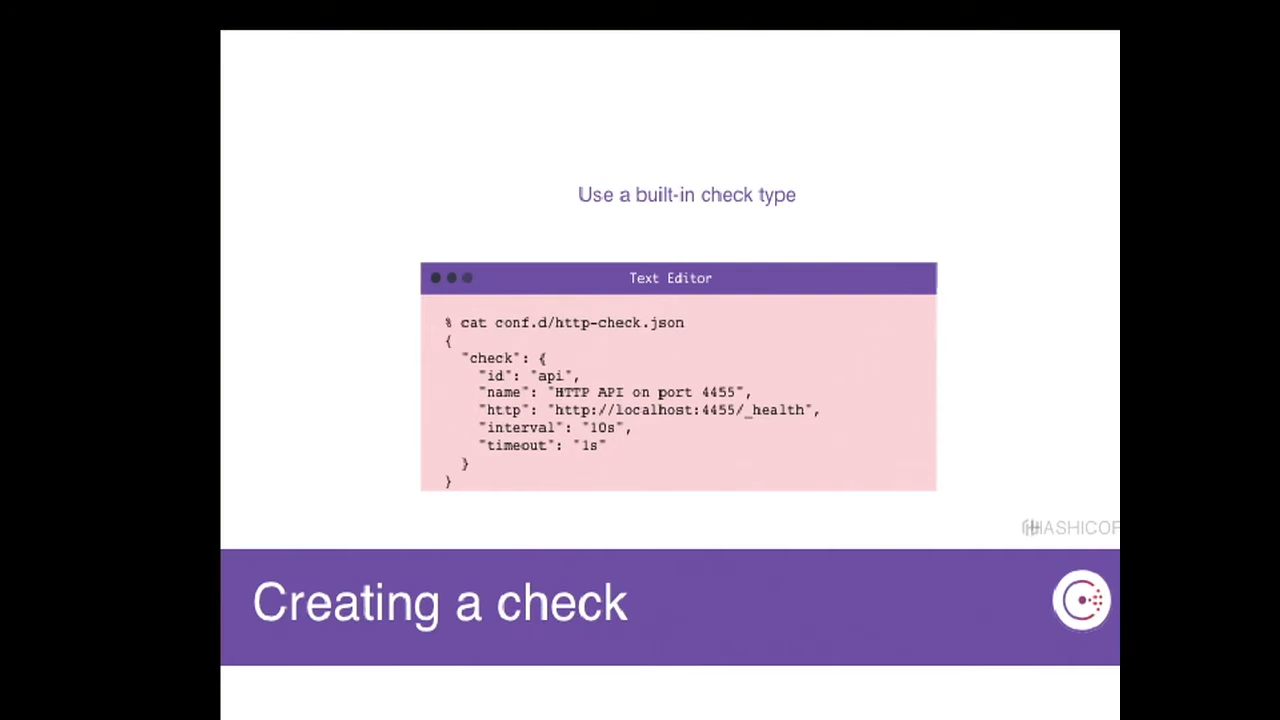 Use a built-in check type
Text Editor
% cat conf.d/http-check.json
{
  "check": {
    "id": "api",
    "name": "HTTP API on port 4455",
    "http": "http://localhost:4455/_health",
    "interval": "10s",
    "timeout": "1s"
  }
}
HASHICOR
Creating a check